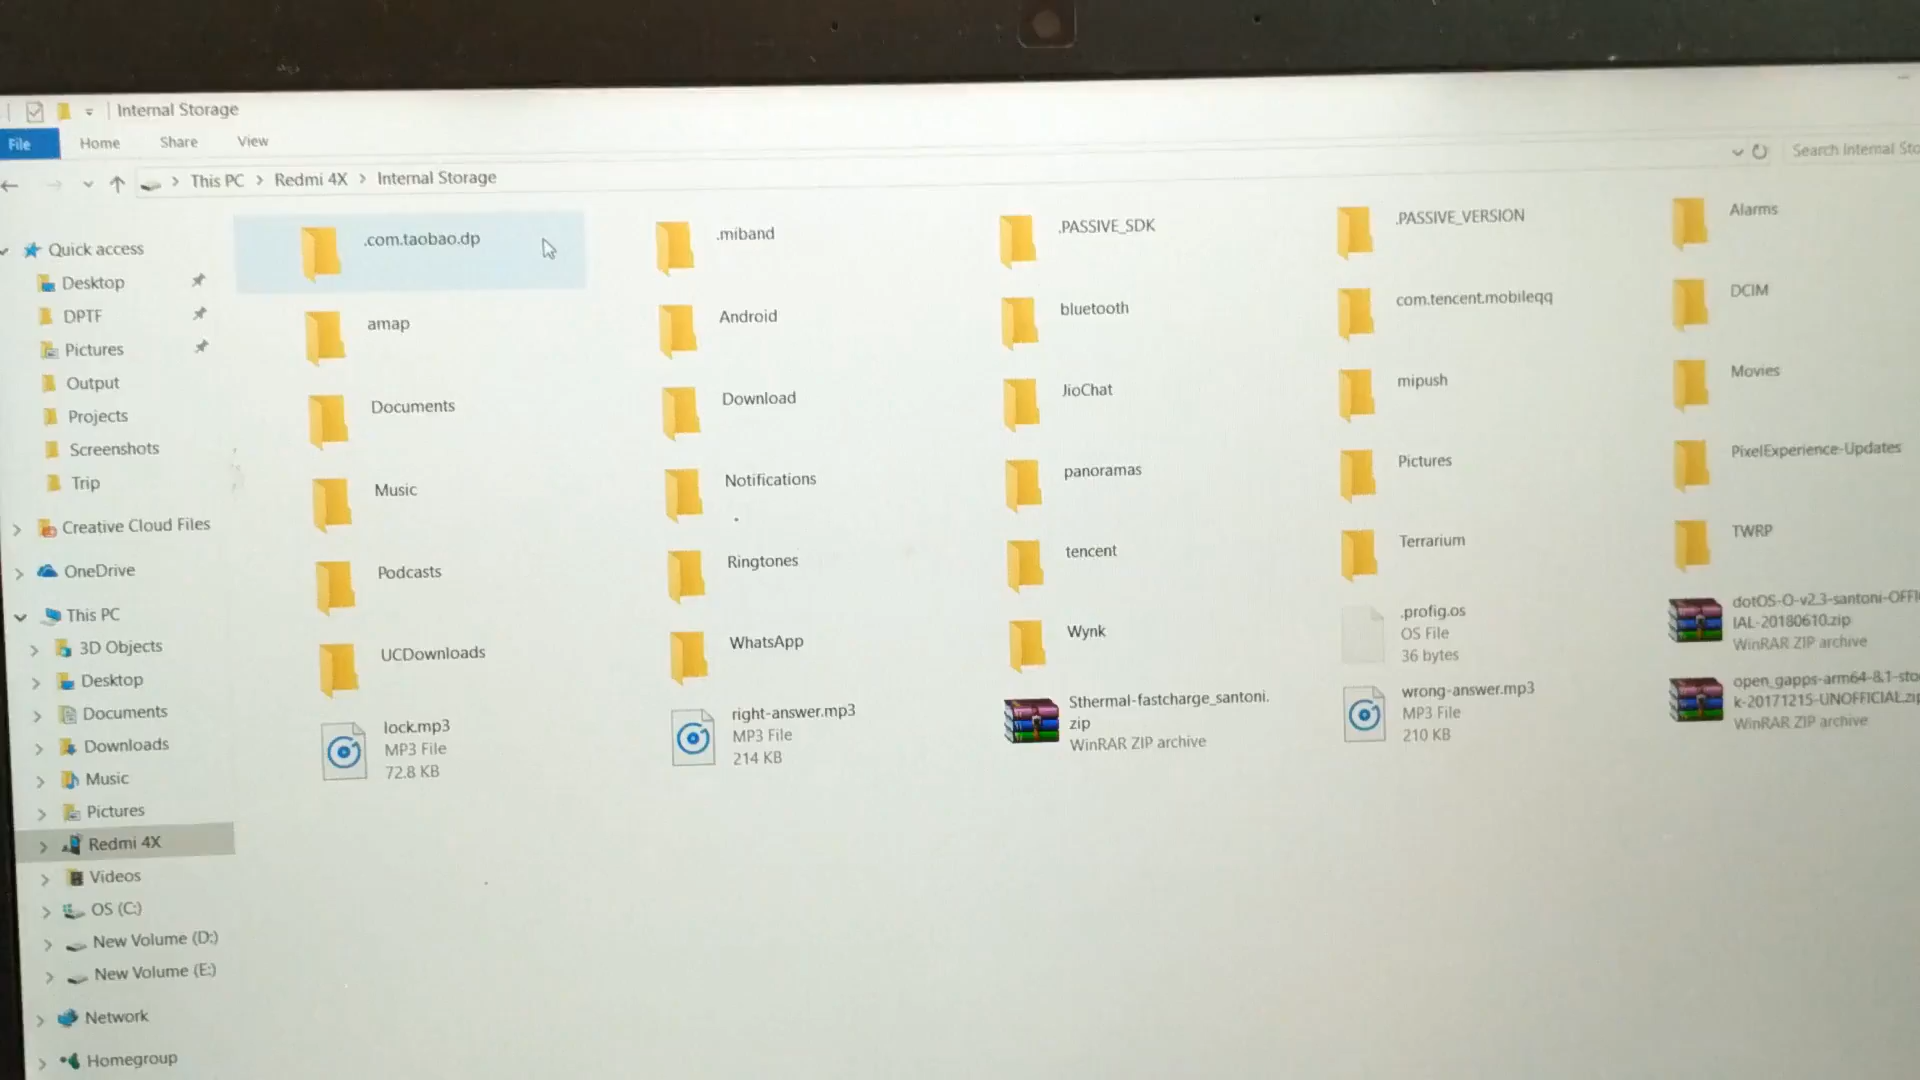 Internal Storage
File Home Share View
This PC > Redmi 4X > Internal Storage
Search Internal Sto
Quick access
Desktop
DPTF
Pictures
Output
Projects
Screenshots
Trip
Creative Cloud Files
OneDrive
This PC
3D Objects
Desktop
Documents
Downloads
Music
Pictures
Redmi 4X
Videos
OS (C:)
New Volume (D:)
New Volume (E:)
Network
Homegroup
.com.taobao.dp
.miband
.PASSIVE_SDK
.PASSIVE_VERSION
Alarms
amap
Android
bluetooth
com.tencent.mobileqq
DCIM
Documents
Download
JioChat
mipush
Movies
Music
Notifications
panoramas
Pictures
PixelExperience-Updates
Podcasts
Ringtones
tencent
Terrarium
TWRP
UCDownloads
WhatsApp
Wynk
.profig.os
OS File
36 bytes
dotOS-O-v2.3-santoni-OFFI
IAL-20180610.zip
WinRAR ZIP archive
lock.mp3
MP3 File
72.8 KB
right-answer.mp3
MP3 File
214 KB
Sthermal-fastcharge_santoni.
zip
WinRAR ZIP archive
wrong-answer.mp3
MP3 File
210 KB
open_gapps-arm64-8.1-sto
k-20171215-UNOFFICIAL.zip
WinRAR ZIP archive